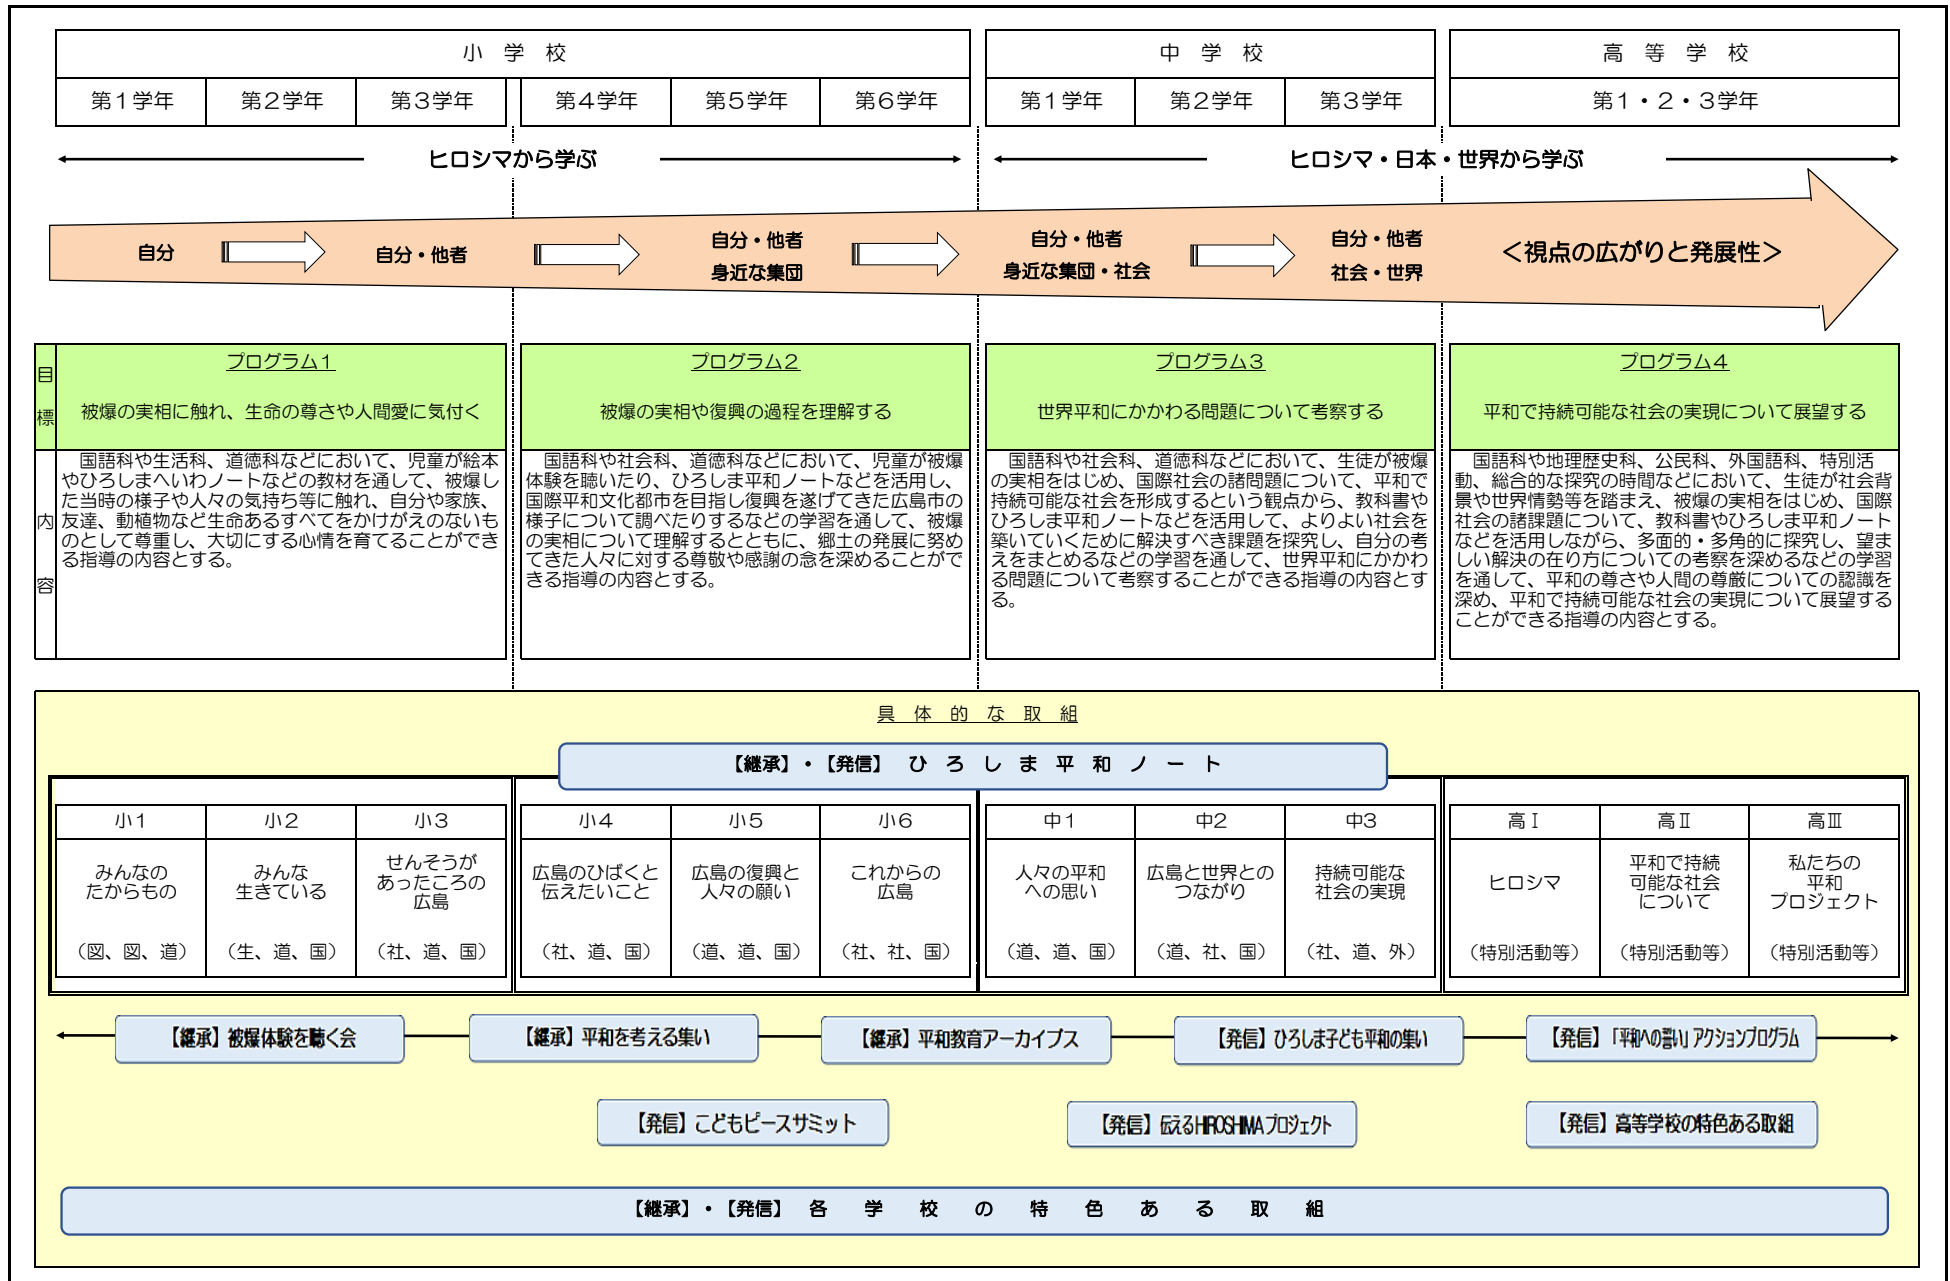 小　学　校
中　学　校
高　等　学　校
第１学年
第２学年
第３学年
第４学年
第５学年
第６学年
第１学年
第２学年
第３学年
第１・２・３学年
ヒロシマから学ぶ
ヒロシマ・日本・世界から学ぶ
自分
自分・他者
自分・他者
身近な集団
自分・他者
身近な集団・社会
自分・他者
社会・世界
＜視点の広がりと発展性＞
目
標
プログラム１
被爆の実相に触れ、生命の尊さや人間愛に気付く
プログラム２
被爆の実相や復興の過程を理解する
プログラム３
世界平和にかかわる問題について考察する
プログラム４
平和で持続可能な社会の実現について展望する
内
容
　国語科や生活科、道徳科などにおいて、児童が絵本
やひろしまへいわノートなどの教材を通して、被爆し
た当時の様子や人々の気持ち等に触れ、自分や家族、
友達、動植物など生命あるすべてをかけがえのないも
のとして尊重し、大切にする心情を育てることができ
る指導の内容とする。
　国語科や社会科、道徳科などにおいて、児童が被爆
体験を聴いたり、ひろしま平和ノートなどを活用し、
国際平和文化都市を目指し復興を遂げてきた広島市の
様子について調べたりするなどの学習を通して、被爆
の実相について理解するとともに、郷土の発展に努め
てきた人々に対する尊敬や感謝の念を深めることがで
きる指導の内容とする。
　国語科や社会科、道徳科などにおいて、生徒が被爆
の実相をはじめ、国際社会の諸問題について、平和で
持続可能な社会を形成するという観点から、教科書や
ひろしま平和ノートなどを活用して、よりよい社会を
築いていくために解決すべき課題を探究し、自分の考
えをまとめるなどの学習を通して、世界平和にかかわ
る問題について考察することができる指導の内容とす
る。
　国語科や地理歴史科、公民科、外国語科、特別活
動、総合的な探究の時間などにおいて、生徒が社会背
景や世界情勢等を踏まえ、被爆の実相をはじめ、国際
社会の諸課題について、教科書やひろしま平和ノート
などを活用しながら、多面的・多角的に探究し、望ま
しい解決の在り方についての考察を深めるなどの学習
を通して、平和の尊さや人間の尊厳についての認識を
深め、平和で持続可能な社会の実現について展望する
ことができる指導の内容とする。
具　体　的　な　取　組
【継承】・【発信】　ひ　ろ　し　ま　平　和　ノ　ー　ト
小１
小２
小３
小４
小５
小６
中１
中２
中３
高Ⅰ
高Ⅱ
高Ⅲ
みんなの
たからもの
（図、図、道）
みんな
生きている
（生、道、国）
せんそうが
あったころの
広島
（社、道、国）
広島のひばくと
伝えたいこと
（社、道、国）
広島の復興と
人々の願い
（道、道、国）
これからの
広島
（社、社、国）
人々の平和
への思い
（道、道、国）
広島と世界との
つながり
（道、社、国）
持続可能な
社会の実現
（社、道、外）
ヒロシマ
（特別活動等）
平和で持続
可能な社会
について
（特別活動等）
私たちの
平和
プロジェクト
（特別活動等）
【継承】被爆体験を聴く会
【継承】平和を考える集い
【継承】平和教育アーカイブス
【発信】ひろしま子ども平和の集い
【発信】「平和への誓い」アクションプログラム
【発信】こどもピースサミット
【発信】伝えるHIROSHIMAプロジェクト
【発信】高等学校の特色ある取組
【継承】・【発信】　各　学　校　の　特　色　あ　る　取　組